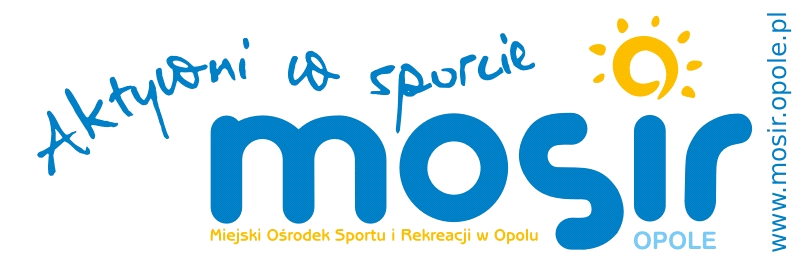 Aktywni w sporcie
mosir
Miejski Ośrodek Sportu i Rekreacji w Opolu
OPOLE
www.mosir.opole.pl